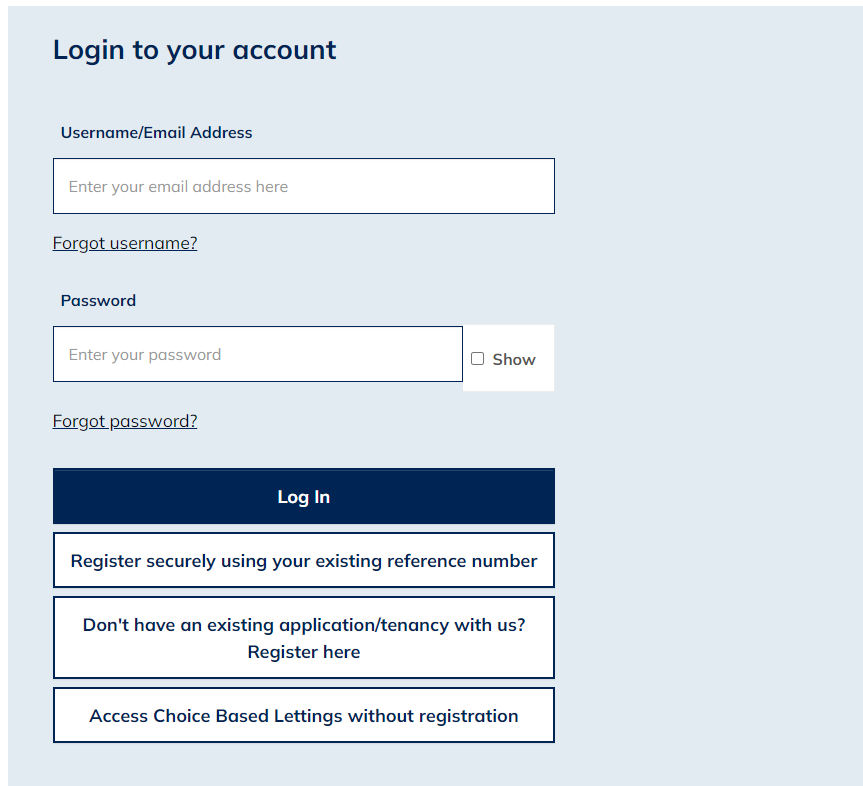 Login to your account
Username/Email Address
Enter your email address here
Forgot username?
Password
Enter your password
Show
Forgot password?
Log In
Register securely using your existing reference number
Don't have an existing application/tenancy with us?
Register here
Access Choice Based Lettings without registration